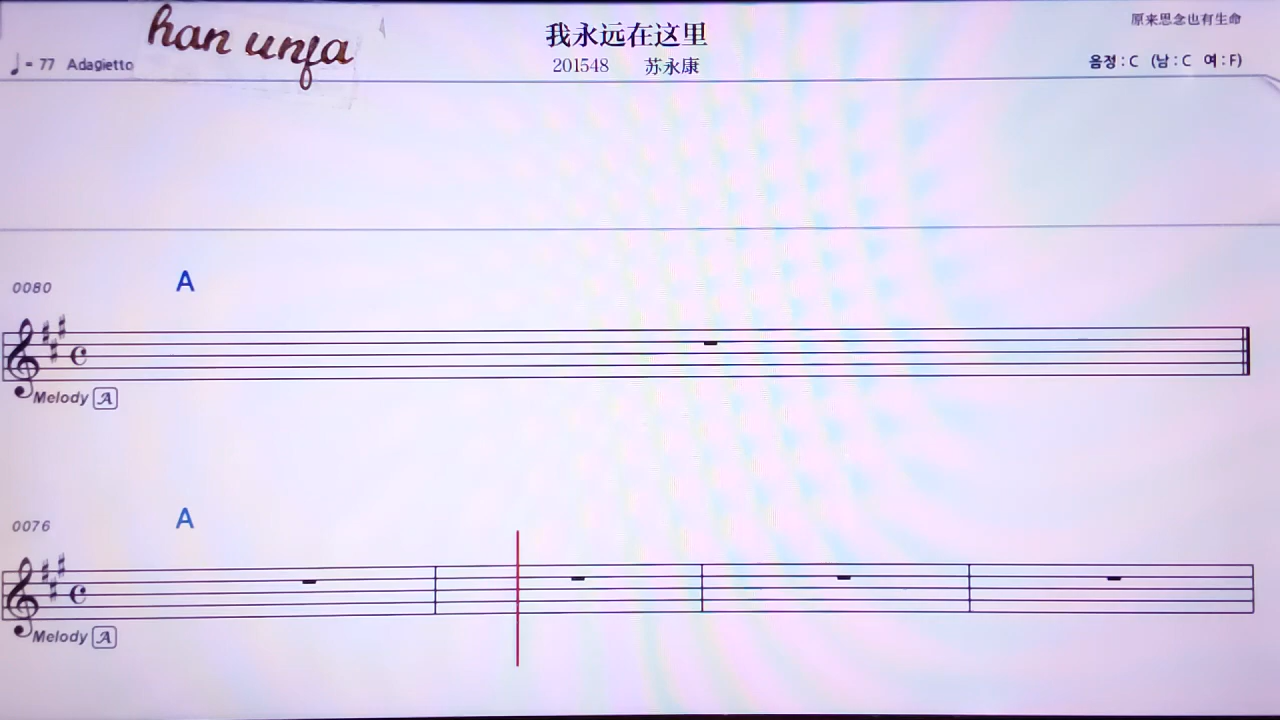 han unfa
我永远在这里
原来思念也有生命
♩= 77 Adagietto
201548 苏永康
음정 : C (남 : C 여 : F)
0080
A
Melody A
0076
A
Melody A